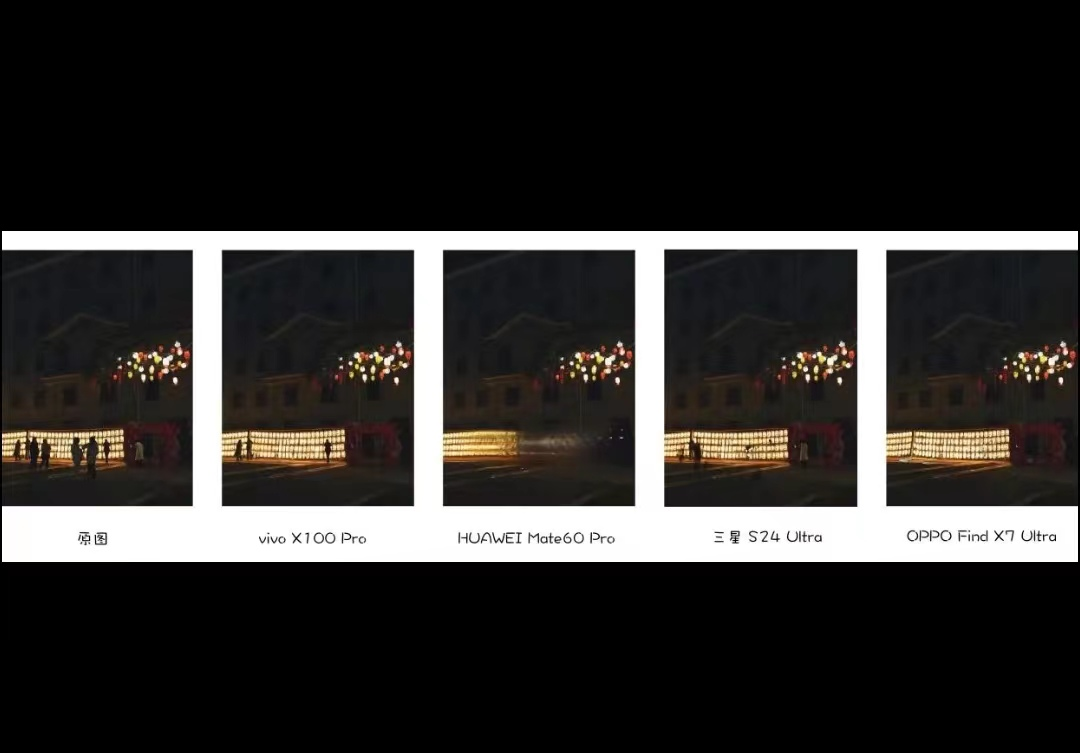 原图
vivo X100 Pro
HUAWEI Mate60 Pro
三星 S24 Ultra
OPPO Find X7 Ultra